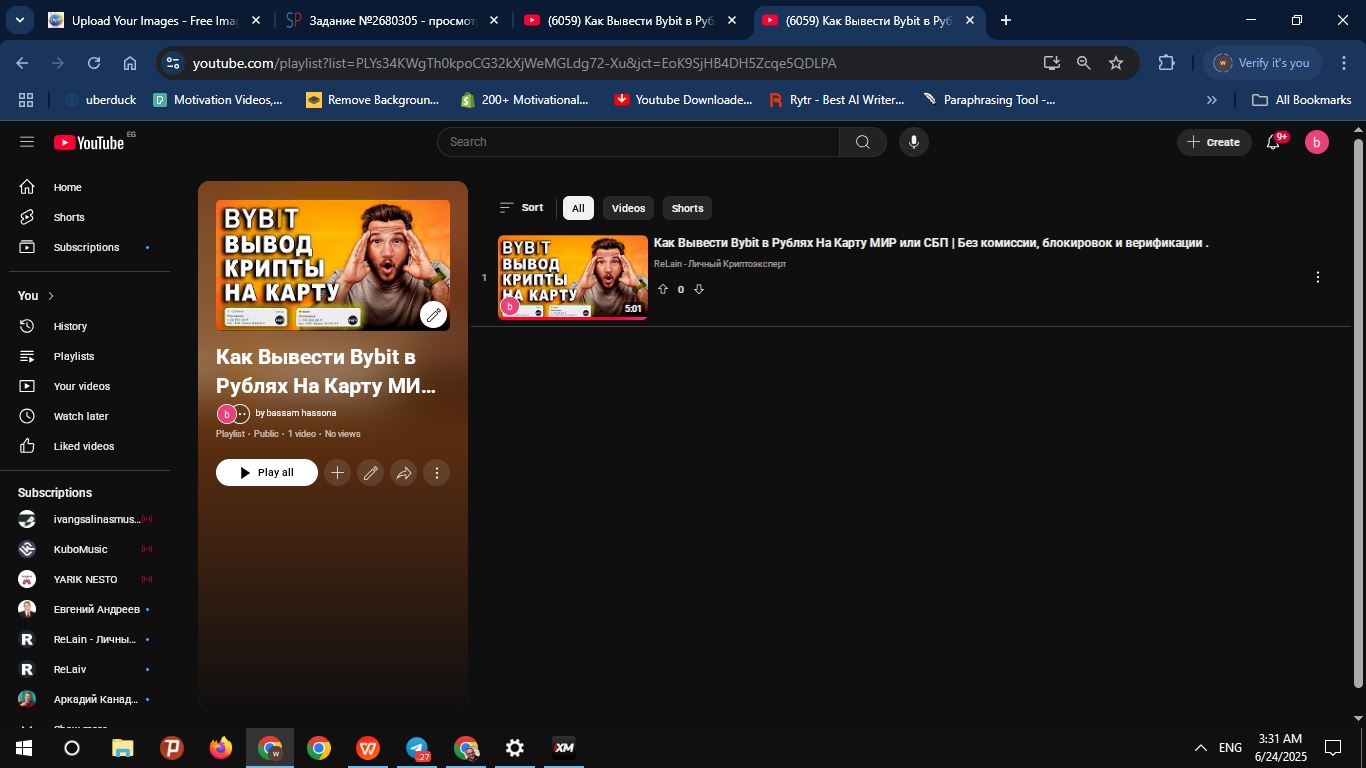 Upload Your Images - Free Imag
Задание №2680305 - просмотр
(6059) Как Вывести Bybit в Руб
(6059) Как Вывести Bybit в Руб
youtube.com/playlist?list=PLYs34KWgTh0kpoCG32kXjWeMGLdg72-Xu&jct=EoK9SjHB4DH5Zcqe5QDLPA
w
Verify it's you
uberduck
Motivation Videos,...
Remove Backgroun...
200+ Motivational...
Youtube Downloade...
Rytr - Best AI Writer...
Paraphrasing Tool -...
»
All Bookmarks
YouTube EG
Search
Create
9+
b
Home
Shorts
Subscriptions
You
History
Playlists
Your videos
Watch later
Liked videos
Subscriptions
ivangsalinasmus...
KuboMusic
YARIK NESTO
Евгений Андреев
ReLain - Личны...
ReLaiv
Аркадий Канад...
BYBIT
ВЫВОД
КРИПТЫ
НА КАРТУ
Как Вывести Bybit в
Рублях На Карту МИ...
b
by bassam hassona
Playlist • Public • 1 video • No views
Play all
Sort
All
Videos
Shorts
1
BYBIT
ВЫВОД
КРИПТЫ
НА КАРТУ
b
5:01
Как Вывести Bybit в Рублях На Карту МИР или СБП | Без комиссии, блокировок и верификации .
ReLain - Личный Криптоэксперт
0
27
XM
ENG
3:31 AM
6/24/2025